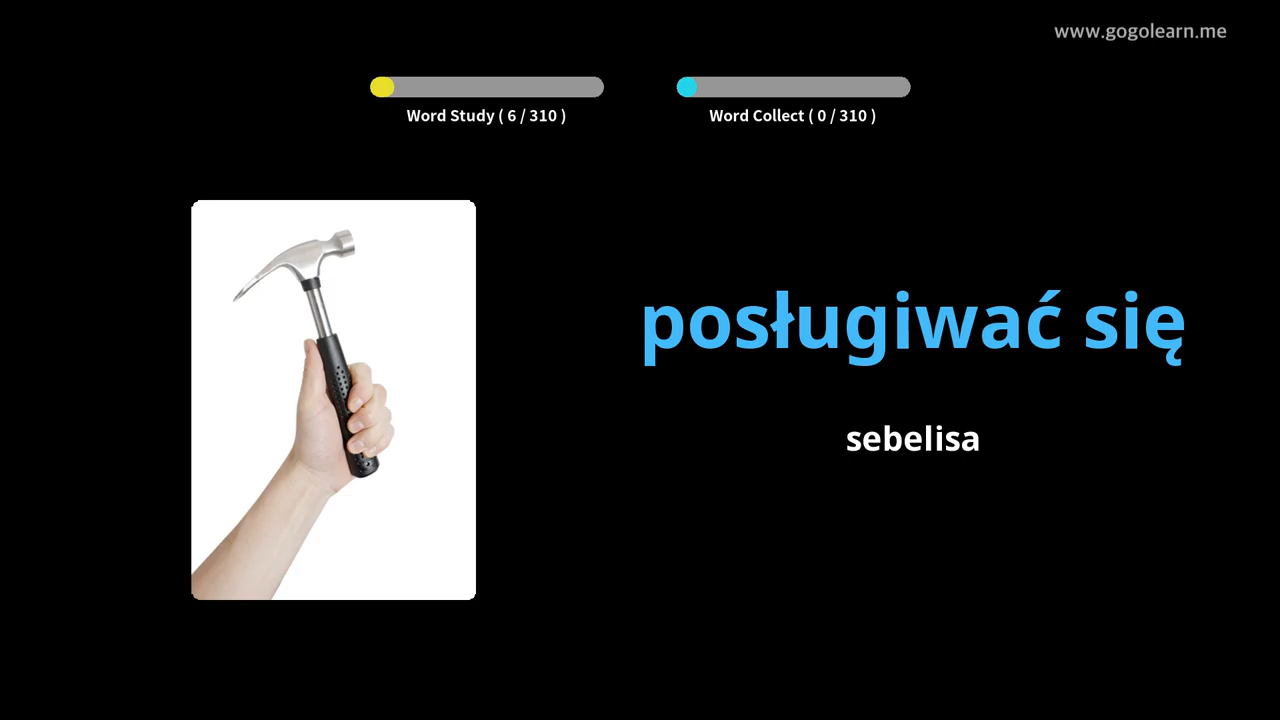 www.gogolearn.me
Word Study ( 6 / 310 )
Word Collect ( 0 / 310 )
posługiwać się
sebelisa